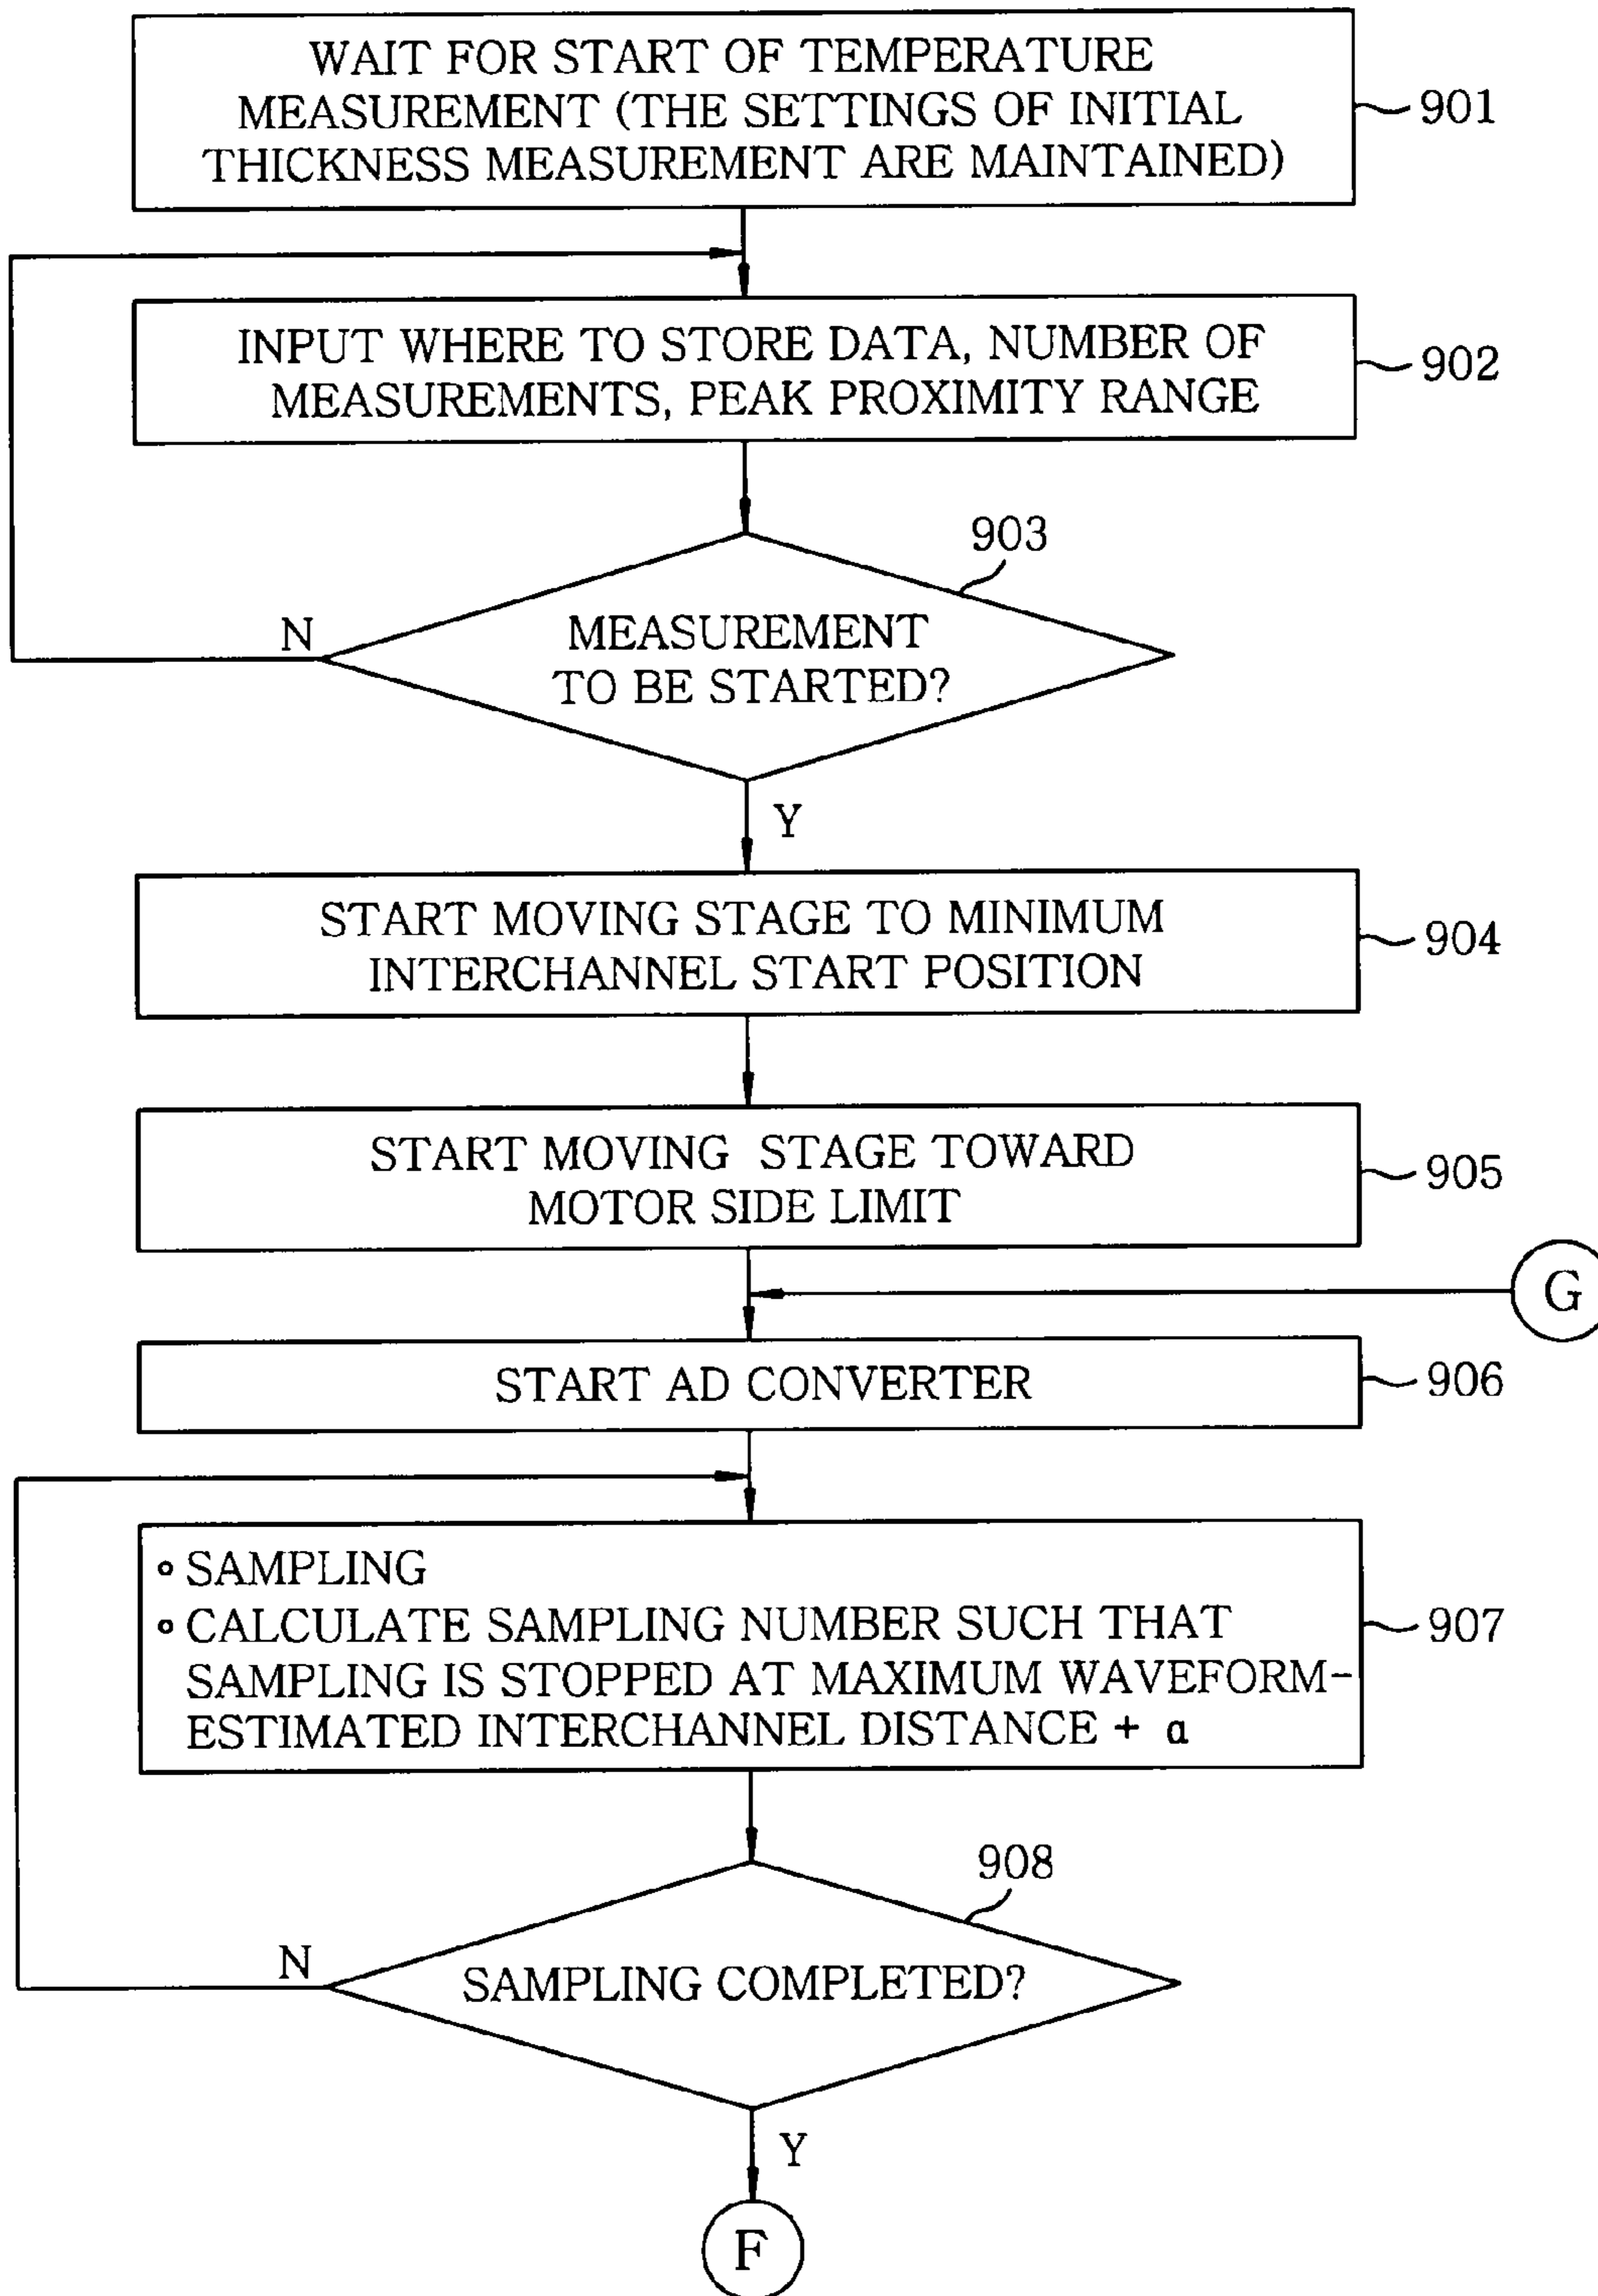 WAIT FOR START OF TEMPERATURE
MEASUREMENT (THE SETTINGS OF INITIAL
THICKNESS MEASUREMENT ARE MAINTAINED)
901
INPUT WHERE TO STORE DATA, NUMBER OF
MEASUREMENTS, PEAK PROXIMITY RANGE
902
903
MEASUREMENT
TO BE STARTED?
N
Y
START MOVING STAGE TO MINIMUM
INTERCHANNEL START POSITION
904
START MOVING STAGE TOWARD
MOTOR SIDE LIMIT
905
G
START AD CONVERTER
906
∘ SAMPLING
∘ CALCULATE SAMPLING NUMBER SUCH THAT
SAMPLING IS STOPPED AT MAXIMUM WAVEFORM-
ESTIMATED INTERCHANNEL DISTANCE + α
907
908
SAMPLING COMPLETED?
N
Y
F